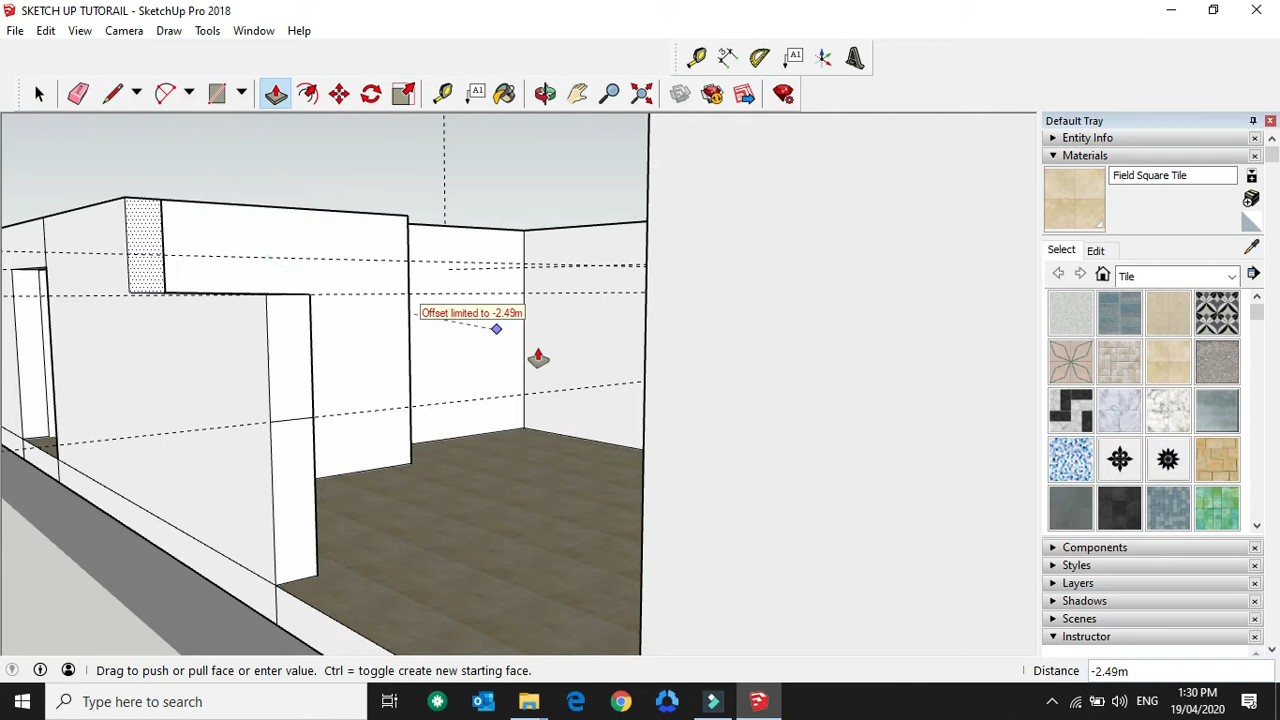 SKETCH UP TUTORAIL - SketchUp Pro 2018
File Edit View Camera Draw Tools Window Help
A1
A1
Default Tray
Entity Info
Materials
Field Square Tile
Select Edit
Tile
Offset limited to -2.49m
Components
Styles
Layers
Shadows
Scenes
Instructor
Drag to push or pull face or enter value. Ctrl = toggle create new starting face.
Distance -2.49m
Type here to search
ENG
1:30 PM
19/04/2020